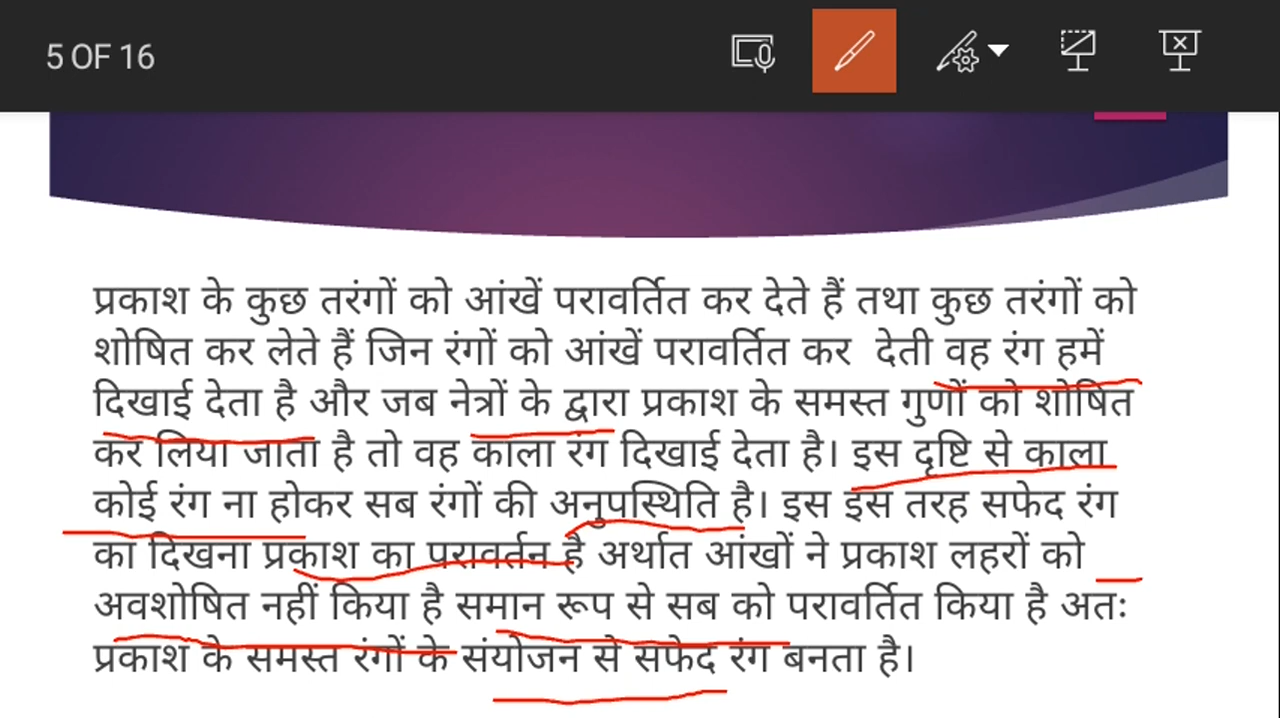 5 OF 16
प्रकाश के कुछ तरंगों को आंखें परावर्तित कर देते हैं तथा कुछ तरंगों को
शोषित कर लेते हैं जिन रंगों को आंखें परावर्तित कर देती वह रंग हमें
दिखाई देता है और जब नेत्रों के द्वारा प्रकाश के समस्त गुणों को शोषित
कर लिया जाता है तो वह काला रंग दिखाई देता है। इस दृष्टि से काला
कोई रंग ना होकर सब रंगों की अनुपस्थिति है। इस इस तरह सफेद रंग
का दिखना प्रकाश का परावर्तन है अर्थात आंखों ने प्रकाश लहरों को
अवशोषित नहीं किया है समान रूप से सब को परावर्तित किया है अतः
प्रकाश के समस्त रंगों के संयोजन से सफेद रंग बनता है।